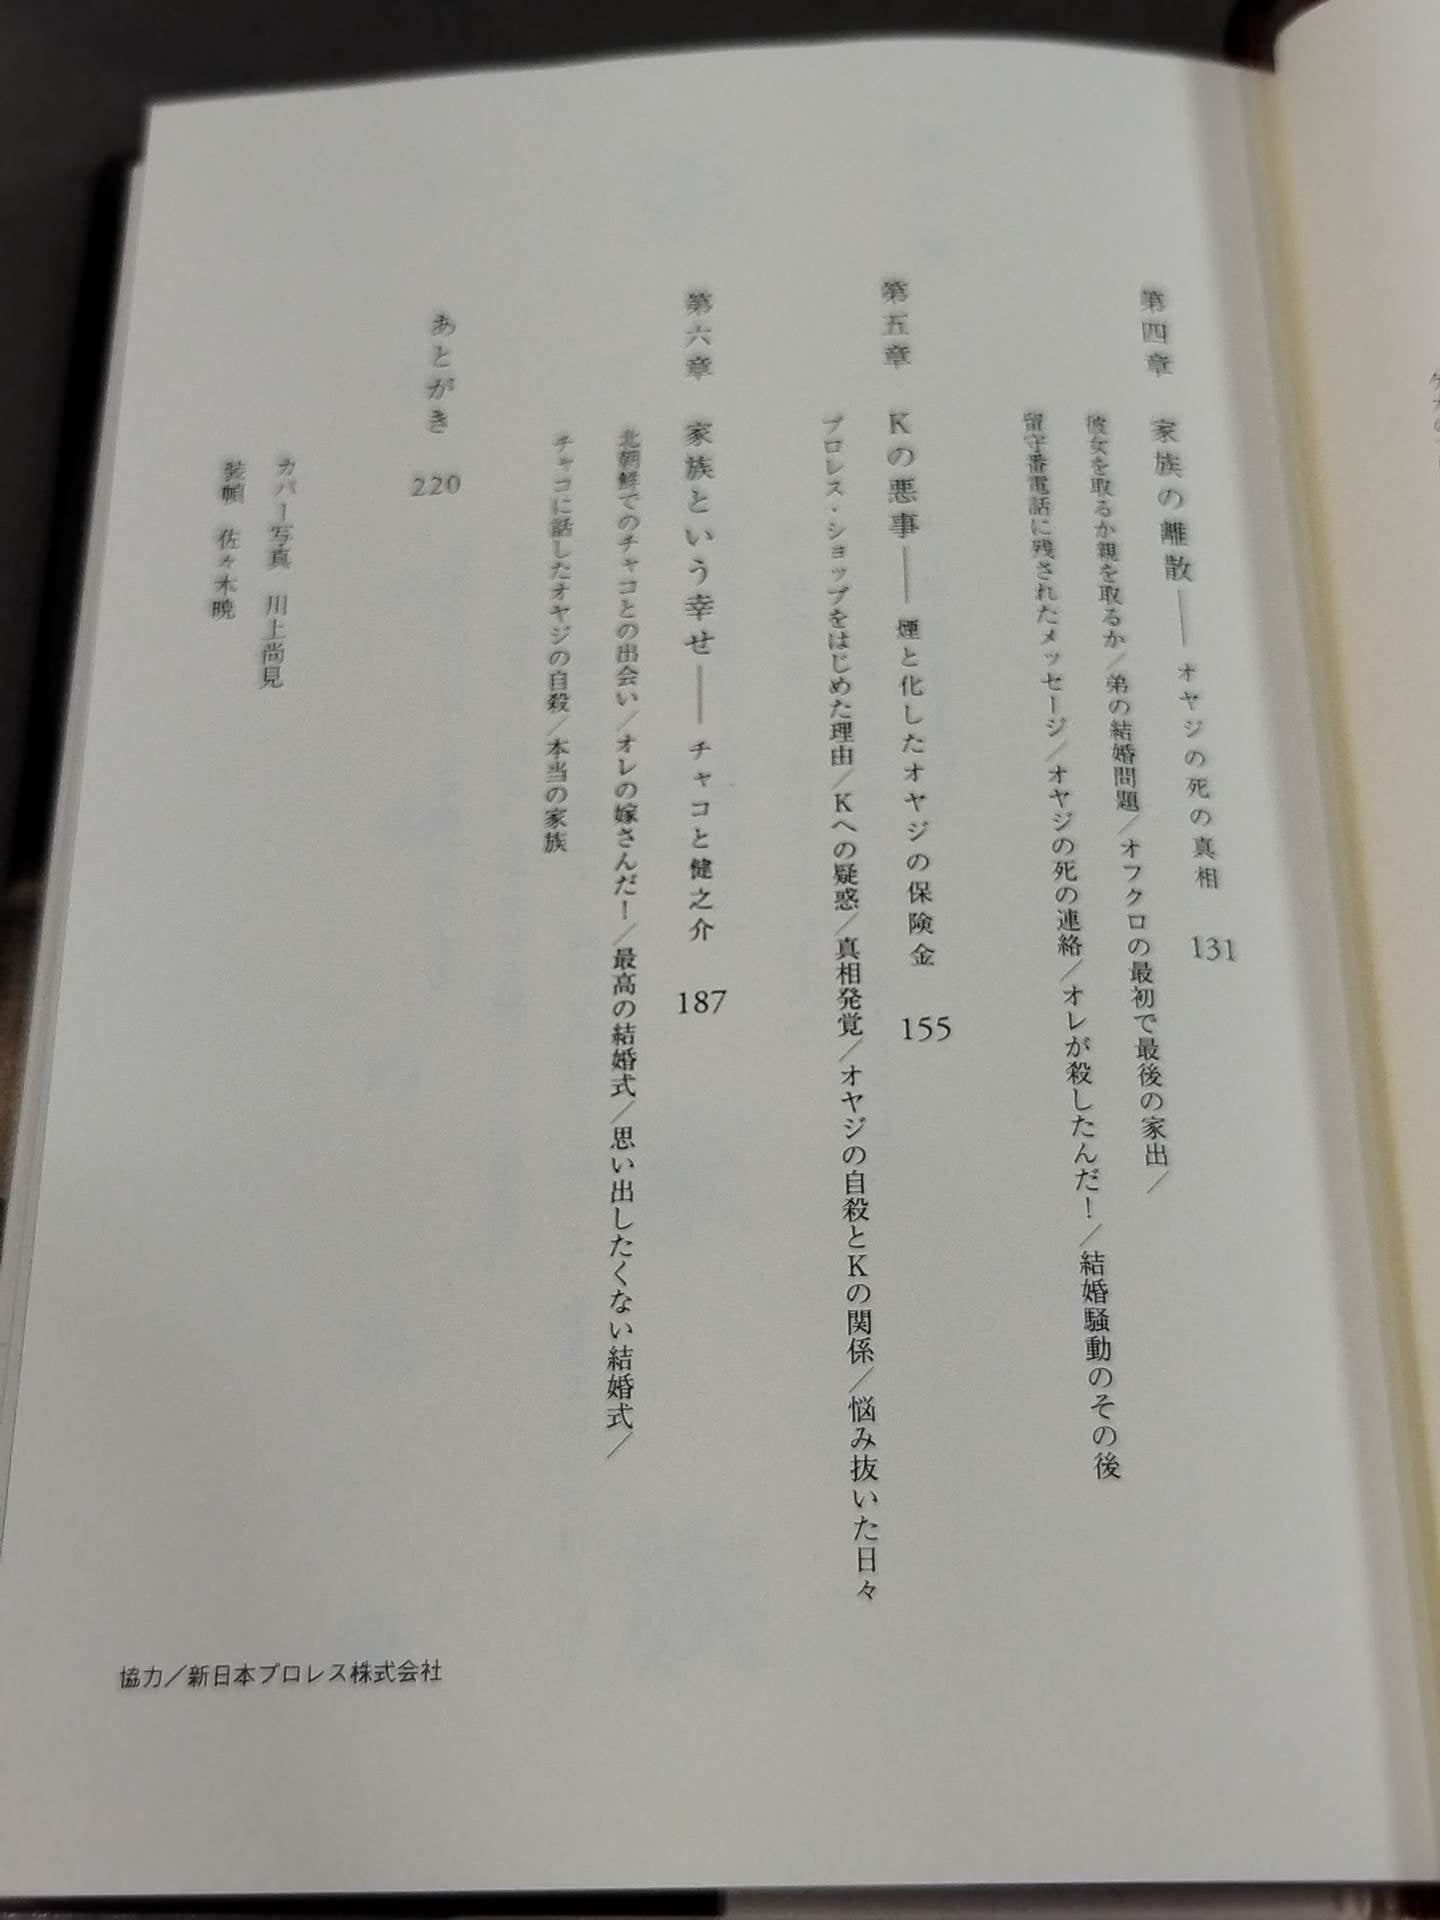 第四章 家族の離散――オヤジの死の真相 131
彼女を取るか親を取るか／弟の結婚問題／オフクロの最初で最後の家出／
留守番電話に残されたメッセージ／オヤジの死の連絡／オレが殺したんだ！／結婚騒動のその後
第五章 Kの悪事――煙と化したオヤジの保険金 155
プロレス・ショップをはじめた理由／Kへの疑惑／真相発覚／オヤジの自殺とKの関係／悩み抜いた日々
第六章 家族という幸せ――チャコと健之介 187
北朝鮮でのチャコとの出会い／オレの嫁さんだ！／最高の結婚式／思い出したくない結婚式／
チャコに話したオヤジの自殺／本当の家族
あとがき 220
カバー写真 川上尚見
装幀 佐々木暁
協力／新日本プロレス株式会社